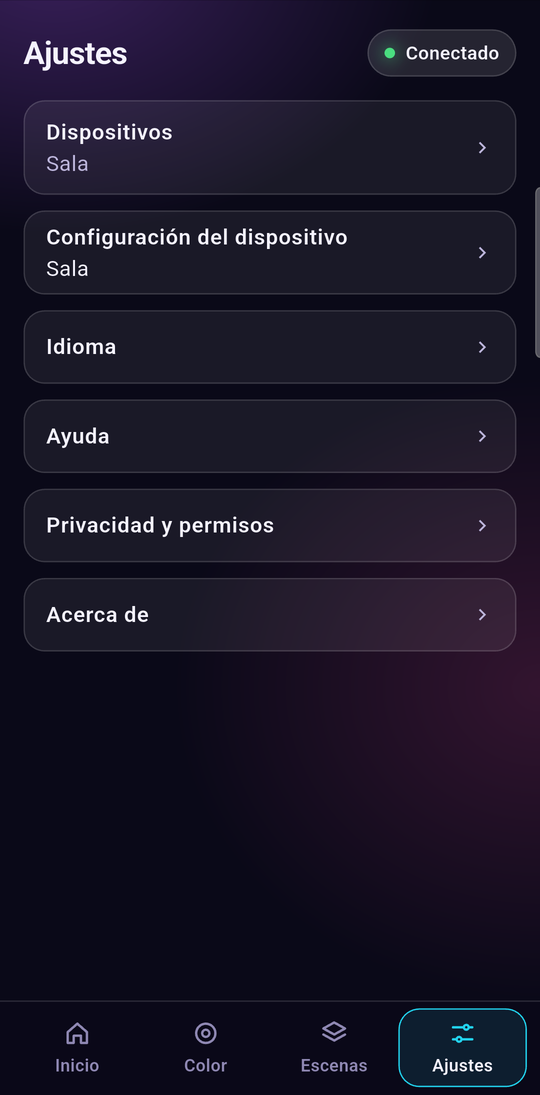 Ajustes
Conectado
Dispositivos
Sala
Configuración del dispositivo
Sala
Idioma
Ayuda
Privacidad y permisos
Acerca de
Inicio
Color
Escenas
Ajustes